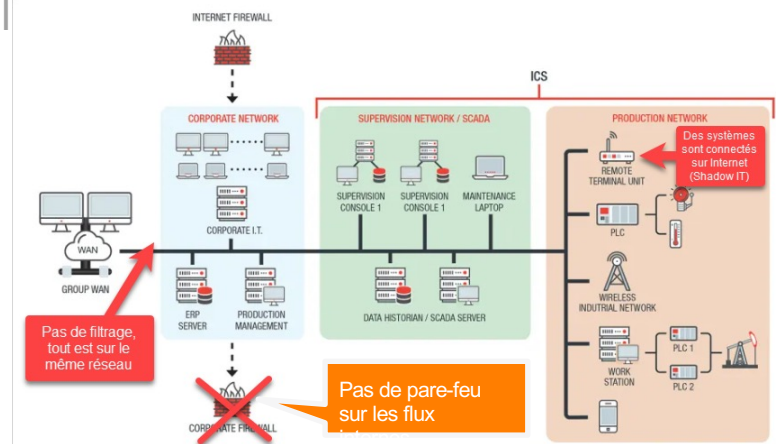 INTERNET FIREWALL
ICS
CORPORATE NETWORK
SUPERVISION NETWORK / SCADA
PRODUCTION NETWORK
Des systèmes
sont connectés
sur Internet
(Shadow IT)
REMOTE
TERMINAL UNIT
SUPERVISION
CONSOLE 1
SUPERVISION
CONSOLE 1
MAINTENANCE
LAPTOP
CORPORATE I.T.
PLC
WAN
GROUP WAN
WIRELESS
INDUTRIAL NETWORK
ERP
SERVER
PRODUCTION
MANAGEMENT
DATA HISTORIAN / SCADA SERVER
Pas de filtrage,
tout est sur le
même réseau
PLC 1
WORK
STATION
PLC 2
Pas de pare-feu
sur les flux
CORPORATE FIREWALL